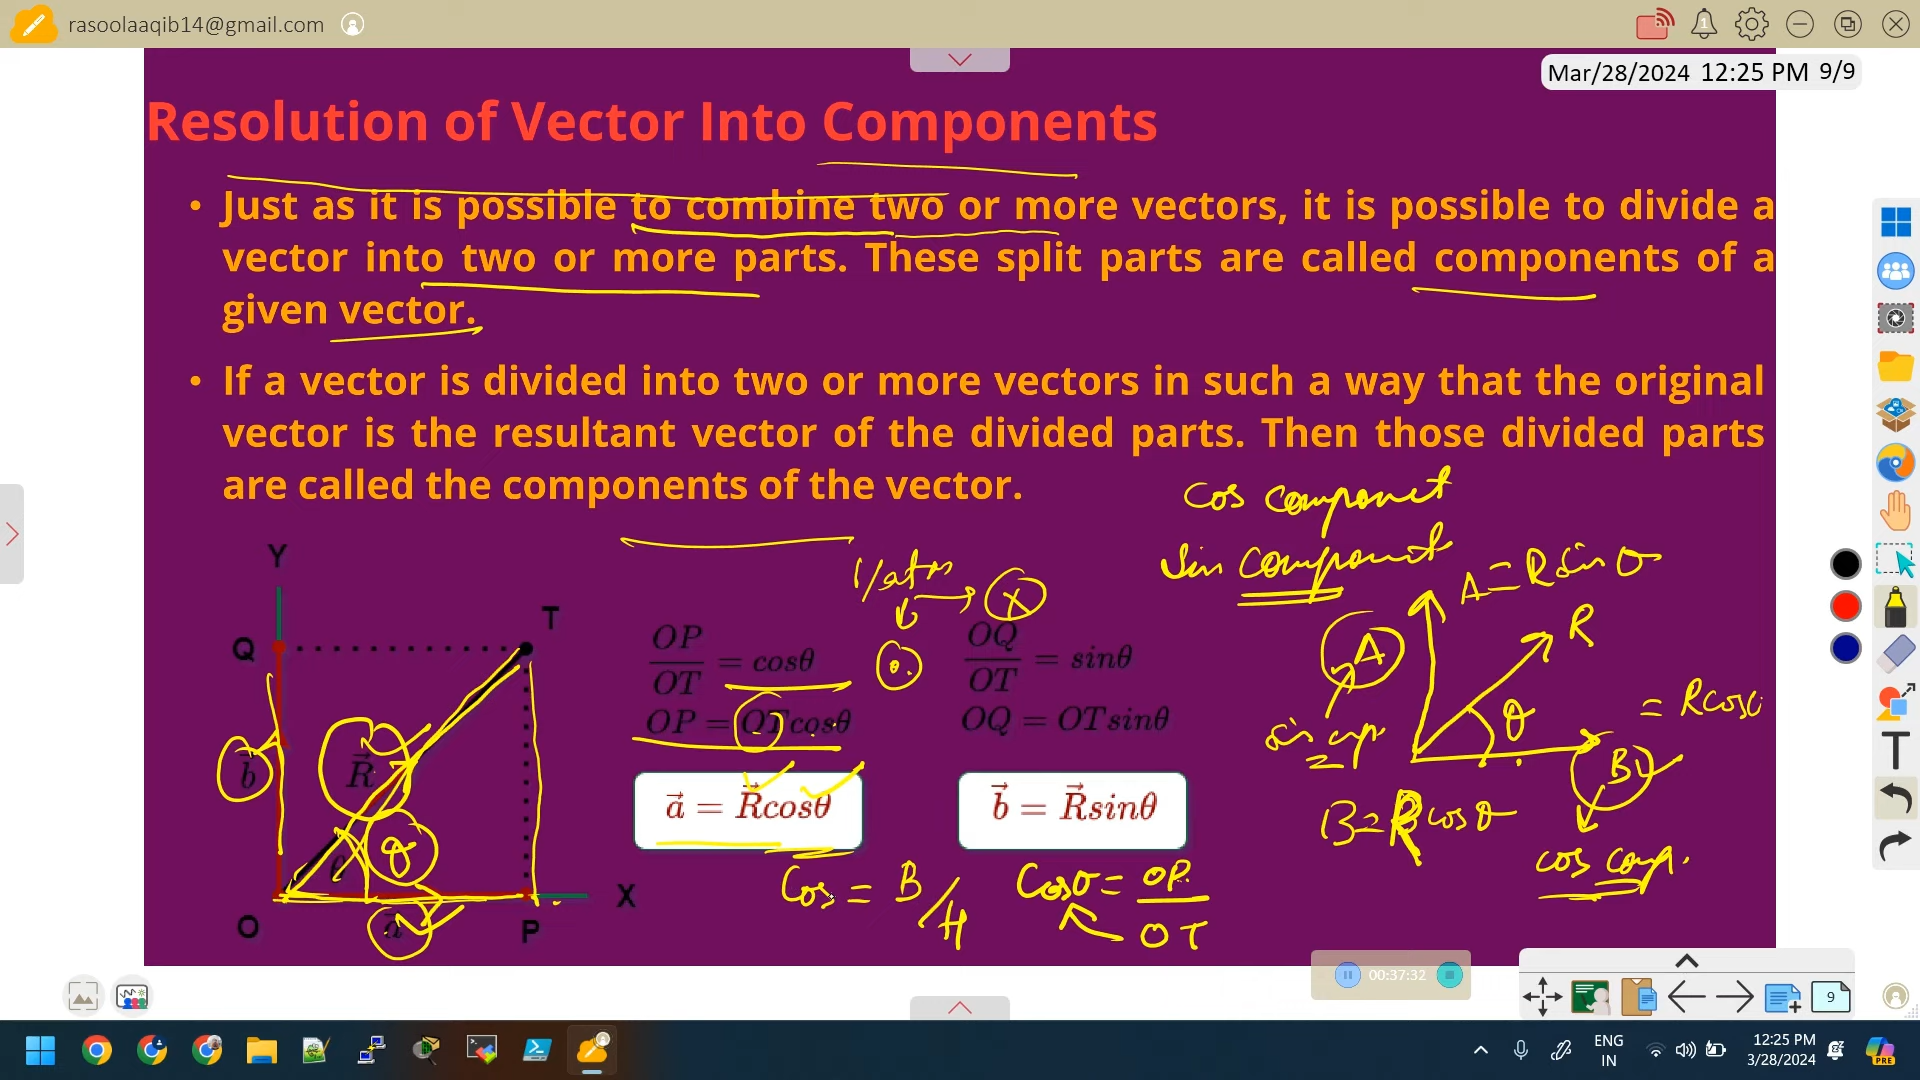 rasoolaaqib14@gmail.com
Mar/28/2024 12:25 PM 9/9
Resolution of Vector Into Components
• Just as it is possible to combine two or more vectors, it is possible to divide a
vector into two or more parts. These split parts are called components of a
given vector.
• If a vector is divided into two or more vectors in such a way that the original
vector is the resultant vector of the divided parts. Then those divided parts
are called the components of the vector.
Cos component
Sin component
A = R sin θ
R
A
θ
= R cos
B
B = R cos θ
cos comp.
Y
Q
T
b
R
θ
a
O
P
X
OP/OT = cosθ
OP = OTcosθ
OQ/OT = sinθ
OQ = OTsinθ
a⃗ = R⃗cosθ
b⃗ = R⃗sinθ
Cos = B/H
Cosθ = OP/OT
00:37:32
9
ENG
IN
12:25 PM
3/28/2024
PRE